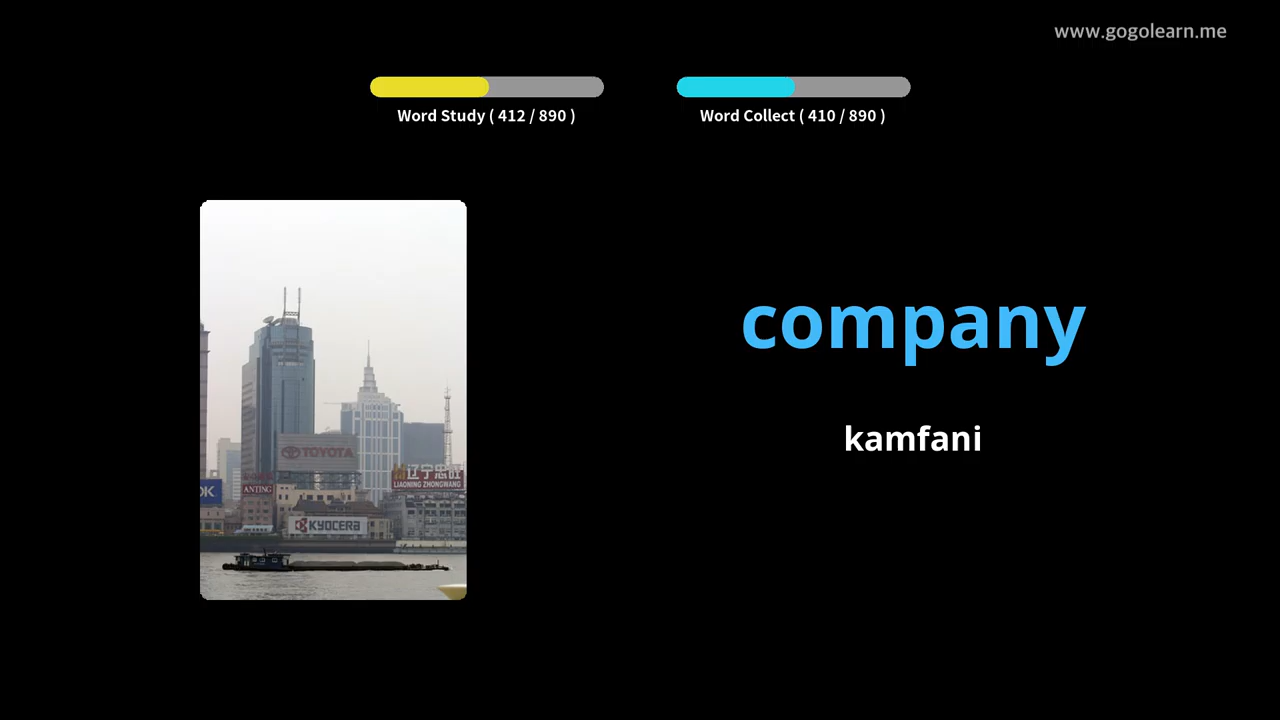 www.gogolearn.me
Word Study ( 412 / 890 )
Word Collect ( 410 / 890 )
company
kamfani
TOYOTA
辽宁忠旺
LIAONING ZHONGWANG
ANTING
OK
KYOCERA